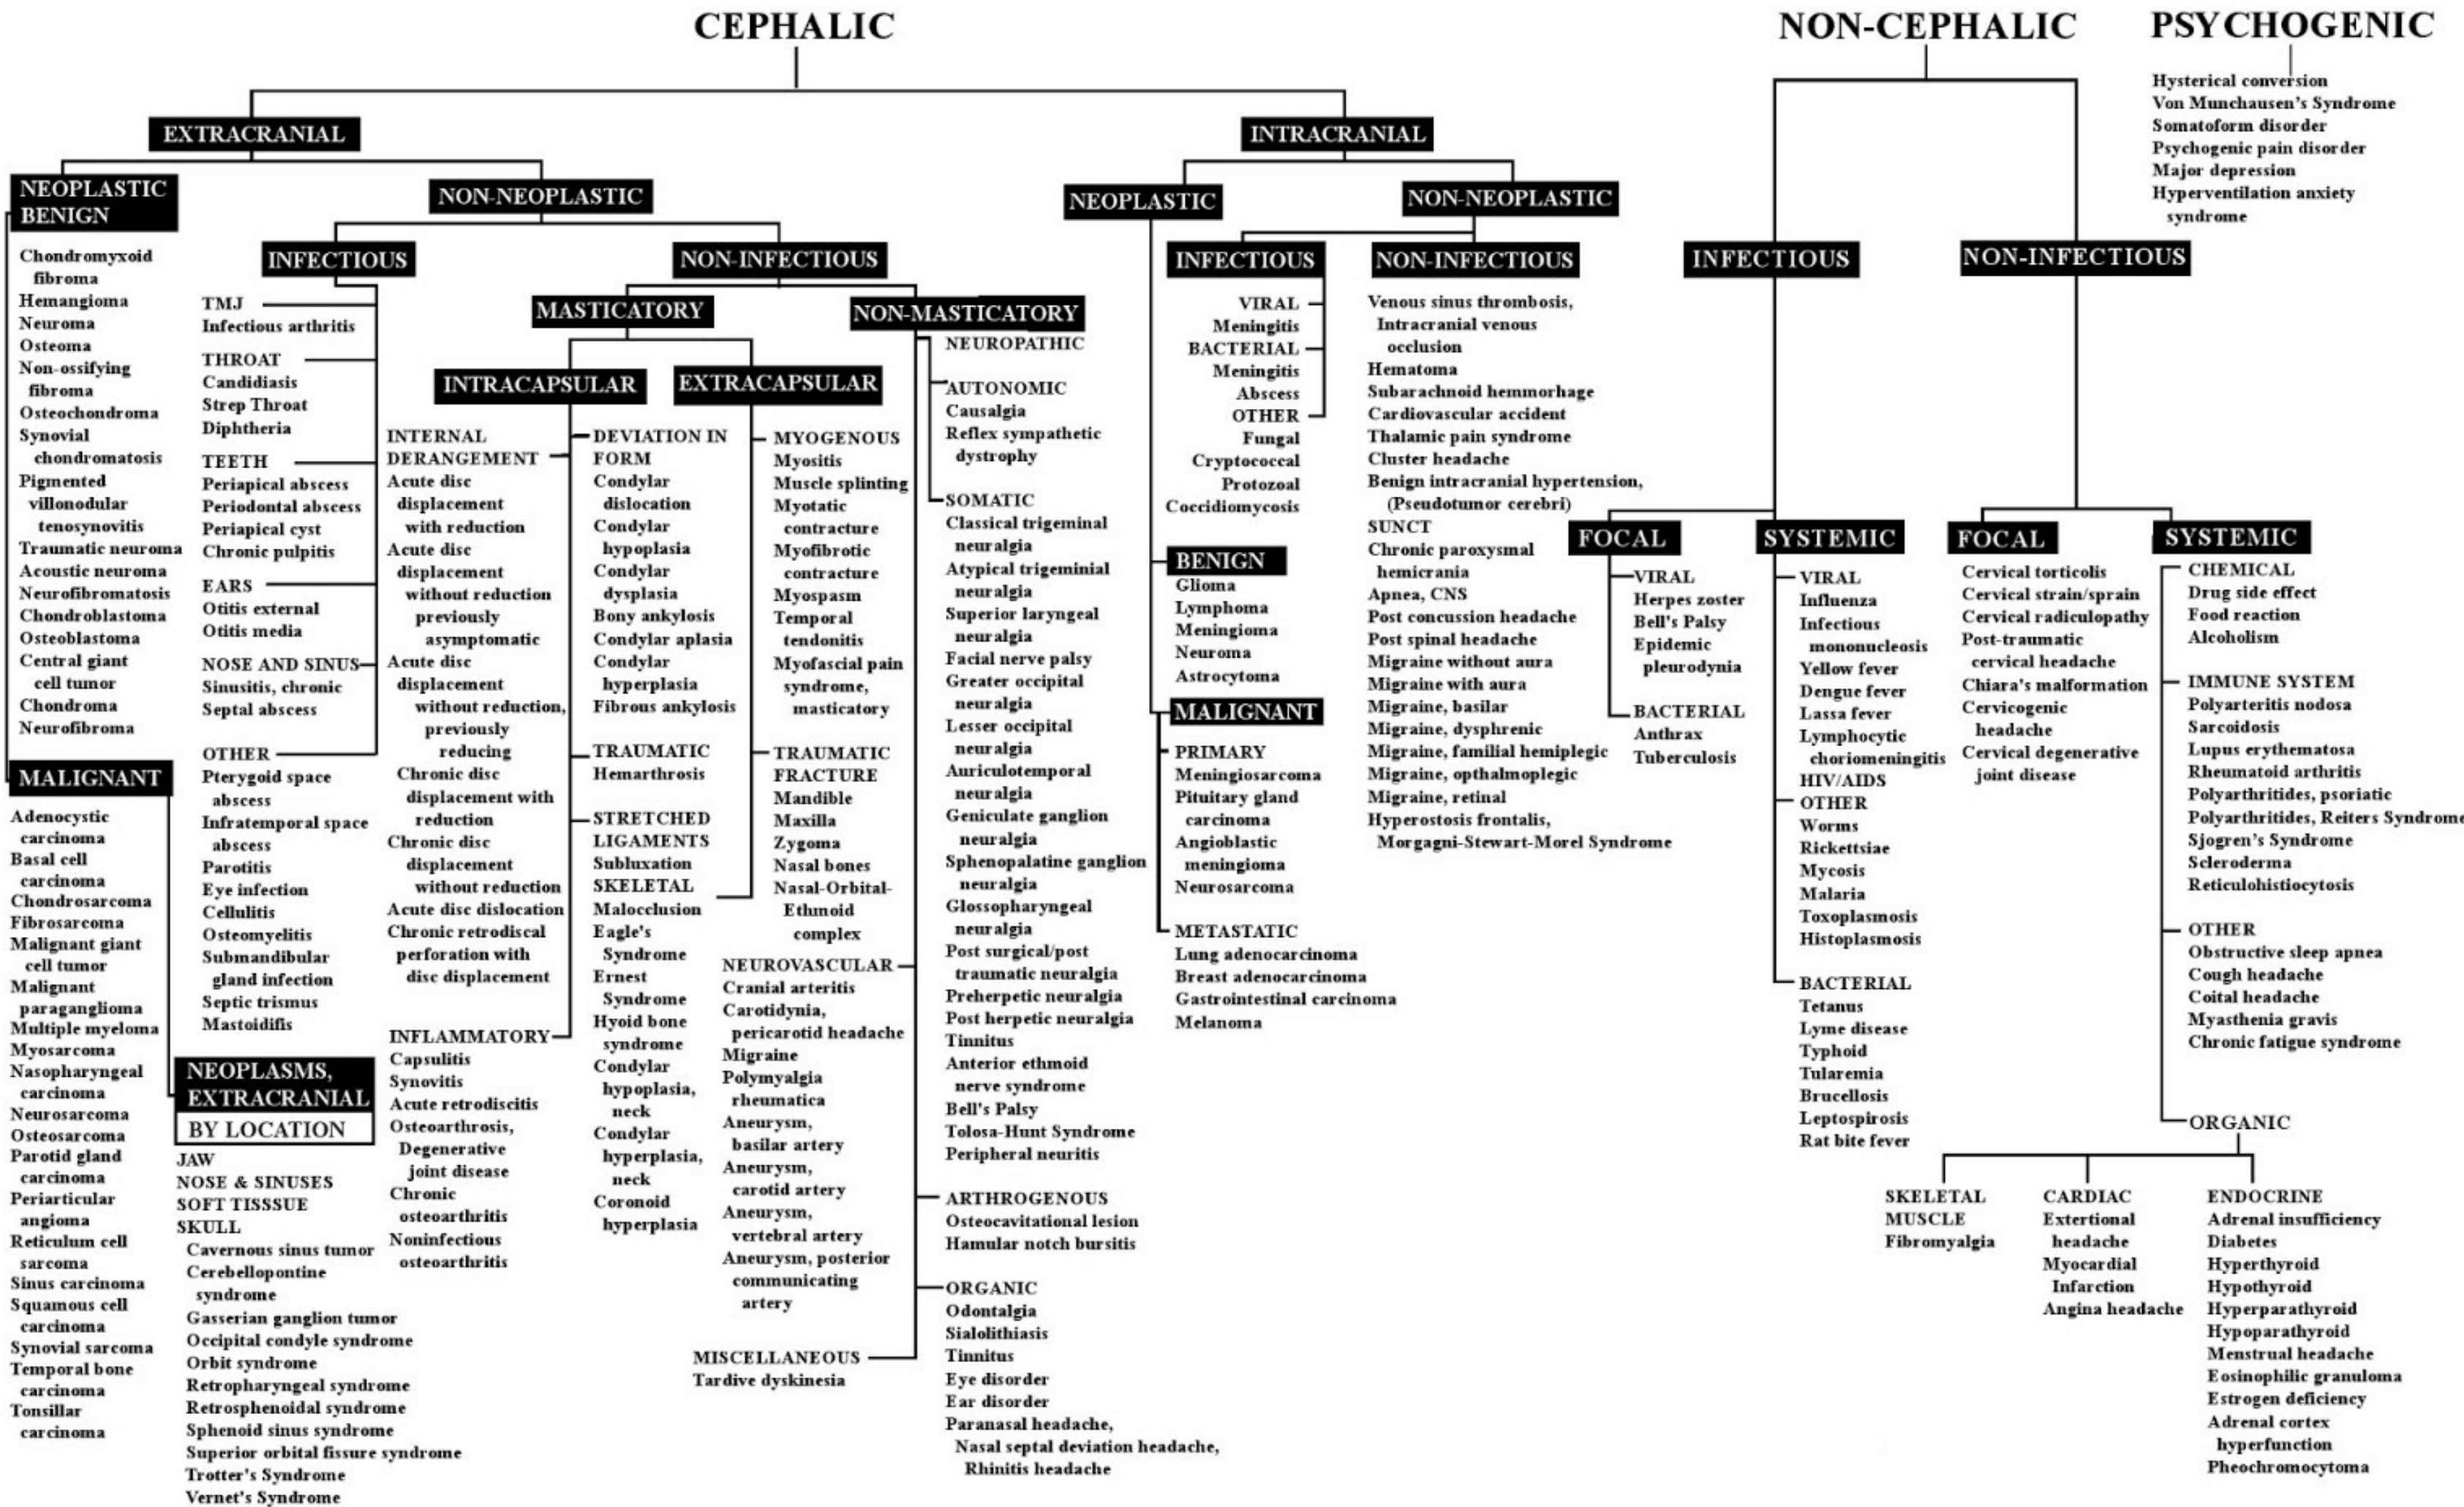 CEPHALIC
EXTRACRANIAL
NEOPLASTIC
BENIGN
Chondromyxoid
fibroma
Hemangioma
Neuroma
Osteoma
Non-ossifying
fibroma
Osteochondroma
Synovial
chondromatosis
Pigmented
villonodular
tenosynovitis
Traumatic neuroma
Acoustic neuroma
Neurofibromatosis
Chondroblastoma
Osteoblastoma
Central giant
cell tumor
Chondroma
Neurofibroma
MALIGNANT
Adenocystic
carcinoma
Basal cell
carcinoma
Chondrosarcoma
Fibrosarcoma
Malignant giant
cell tumor
Malignant
paraganglioma
Multiple myeloma
Myosarcoma
Nasopharyngeal
carcinoma
Neurosarcoma
Osteosarcoma
Parotid gland
carcinoma
Periarticular
angioma
Reticulum cell
sarcoma
Sinus carcinoma
Squamous cell
carcinoma
Synovial sarcoma
Temporal bone
carcinoma
Tonsillar
carcinoma
NEOPLASMS,
EXTRACRANIAL
BY LOCATION
JAW
NOSE & SINUSES
SOFT TISSSUE
SKULL
Cavernous sinus tumor
Cerebellopontine
syndrome
Gasserian ganglion tumor
Occipital condyle syndrome
Orbit syndrome
Retropharyngeal syndrome
Retrosphenoidal syndrome
Sphenoid sinus syndrome
Superior orbital fissure syndrome
Trotter's Syndrome
Vernet's Syndrome
NON-NEOPLASTIC
INFECTIOUS
TMJ
Infectious arthritis
THROAT
Candidiasis
Strep Throat
Diphtheria
TEETH
Periapical abscess
Periodontal abscess
Periapical cyst
Chronic pulpitis
EARS
Otitis external
Otitis media
NOSE AND SINUS
Sinusitis, chronic
Septal abscess
OTHER
Pterygoid space
abscess
Infratemporal space
abscess
Parotitis
Eye infection
Cellulitis
Osteomyelitis
Submandibular
gland infection
Septic trismus
Mastoidifis
NON-INFECTIOUS
MASTICATORY
INTRACAPSULAR
INTERNAL
DERANGEMENT
Acute disc
displacement
with reduction
Acute disc
displacement
without reduction
previously
asymptomatic
Acute disc
displacement
without reduction,
previously
reducing
Chronic disc
displacement with
reduction
Chronic disc
displacement
without reduction
Acute disc dislocation
Chronic retrodiscal
perforation with
disc displacement
INFLAMMATORY
Capsulitis
Synovitis
Acute retrodiscitis
Osteoarthrosis,
Degenerative
joint disease
Chronic
osteoarthritis
Noninfectious
osteoarthritis
DEVIATION IN
FORM
Condylar
dislocation
Condylar
hypoplasia
Condylar
dysplasia
Bony ankylosis
Condylar aplasia
Condylar
hyperplasia
Fibrous ankylosis
TRAUMATIC
Hemarthrosis
STRETCHED
LIGAMENTS
Subluxation
SKELETAL
Malocclusion
Eagle's
Syndrome
Ernest
Syndrome
Hyoid bone
syndrome
Condylar
hypoplasia,
neck
Condylar
hyperplasia,
neck
Coronoid
hyperplasia
EXTRACAPSULAR
MYOGENOUS
Myositis
Muscle splinting
Myotatic
contracture
Myofibrotic
contracture
Myospasm
Temporal
tendonitis
Myofascial pain
syndrome,
masticatory
TRAUMATIC
FRACTURE
Mandible
Maxilla
Zygoma
Nasal bones
Nasal-Orbital-
Ethmoid
complex
NEUROVASCULAR
Cranial arteritis
Carotidynia,
pericarotid headache
Migraine
Polymyalgia
rheumatica
Aneurysm,
basilar artery
Aneurysm,
carotid artery
Aneurysm,
vertebral artery
Aneurysm, posterior
communicating
artery
MISCELLANEOUS
Tardive dyskinesia
NON-MASTICATORY
NEUROPATHIC
AUTONOMIC
Causalgia
Reflex sympathetic
dystrophy
SOMATIC
Classical trigeminal
neuralgia
Atypical trigeminial
neuralgia
Superior laryngeal
neuralgia
Facial nerve palsy
Greater occipital
neuralgia
Lesser occipital
neuralgia
Auriculotemporal
neuralgia
Geniculate ganglion
neuralgia
Sphenopalatine ganglion
neuralgia
Glossopharyngeal
neuralgia
Post surgical/post
traumatic neuralgia
Preherpetic neuralgia
Post herpetic neuralgia
Tinnitus
Anterior ethmoid
nerve syndrome
Bell's Palsy
Tolosa-Hunt Syndrome
Peripheral neuritis
ARTHROGENOUS
Osteocavitational lesion
Hamular notch bursitis
ORGANIC
Odontalgia
Sialolithiasis
Tinnitus
Eye disorder
Ear disorder
Paranasal headache,
Nasal septal deviation headache,
Rhinitis headache
INTRACRANIAL
NEOPLASTIC
NON-NEOPLASTIC
INFECTIOUS
VIRAL
Meningitis
BACTERIAL
Meningitis
Abscess
OTHER
Fungal
Cryptococcal
Protozoal
Coccidiomycosis
BENIGN
Glioma
Lymphoma
Meningioma
Neuroma
Astrocytoma
MALIGNANT
PRIMARY
Meningiosarcoma
Pituitary gland
carcinoma
Angioblastic
meningioma
Neurosarcoma
METASTATIC
Lung adenocarcinoma
Breast adenocarcinoma
Gastrointestinal carcinoma
Melanoma
NON-INFECTIOUS
Venous sinus thrombosis,
Intracranial venous
occlusion
Hematoma
Subarachnoid hemorrhage
Cardiovascular accident
Thalamic pain syndrome
Cluster headache
Benign intracranial hypertension,
(Pseudotumor cerebri)
SUNCT
Chronic paroxysmal
hemicrania
Apnea, CNS
Post concussion headache
Post spinal headache
Migraine without aura
Migraine with aura
Migraine, basilar
Migraine, dysphrenic
Migraine, familial hemiplegic
Migraine, opthalmoplegic
Migraine, retinal
Hyperostosis frontalis,
Morgagni-Stewart-Morel Syndrome
NON-CEPHALIC
INFECTIOUS
FOCAL
VIRAL
Herpes zoster
Bell's Palsy
Epidemic
pleurodynia
BACTERIAL
Anthrax
Tuberculosis
SYSTEMIC
VIRAL
Influenza
Infectious
mononucleosis
Yellow fever
Dengue fever
Lassa fever
Lymphocytic
choriomeningitis
HIV/AIDS
OTHER
Worms
Rickettsiae
Mycosis
Malaria
Toxoplasmosis
Histoplasmosis
BACTERIAL
Tetanus
Lyme disease
Typhoid
Tularemia
Brucellosis
Leptospirosis
Rat bite fever
NON-INFECTIOUS
FOCAL
Cervical torticolis
Cervical strain/sprain
Cervical radiculopathy
Post-traumatic
cervical headache
Chiara's malformation
Cervicogenic
headache
Cervical degenerative
joint disease
SYSTEMIC
CHEMICAL
Drug side effect
Food reaction
Alcoholism
IMMUNE SYSTEM
Polyarteritis nodosa
Sarcoidosis
Lupus erythematosa
Rheumatoid arthritis
Polyarthritides, psoriatic
Polyarthritides, Reiters Syndrome
Sjogren's Syndrome
Scleroderma
Reticulohistiocytosis
OTHER
Obstructive sleep apnea
Cough headache
Coital headache
Myasthenia gravis
Chronic fatigue syndrome
ORGANIC
SKELETAL
MUSCLE
Fibromyalgia
CARDIAC
Extertional
headache
Myocardial
Infarction
Angina headache
ENDOCRINE
Adrenal insufficiency
Diabetes
Hyperthyroid
Hypothyroid
Hyperparathyroid
Hypoparathyroid
Menstrual headache
Eosinophilic granuloma
Estrogen deficiency
Adrenal cortex
hyperfunction
Pheochromocytoma
PSYCHOGENIC
Hysterical conversion
Von Munchausen's Syndrome
Somatoform disorder
Psychogenic pain disorder
Major depression
Hyperventilation anxiety
syndrome